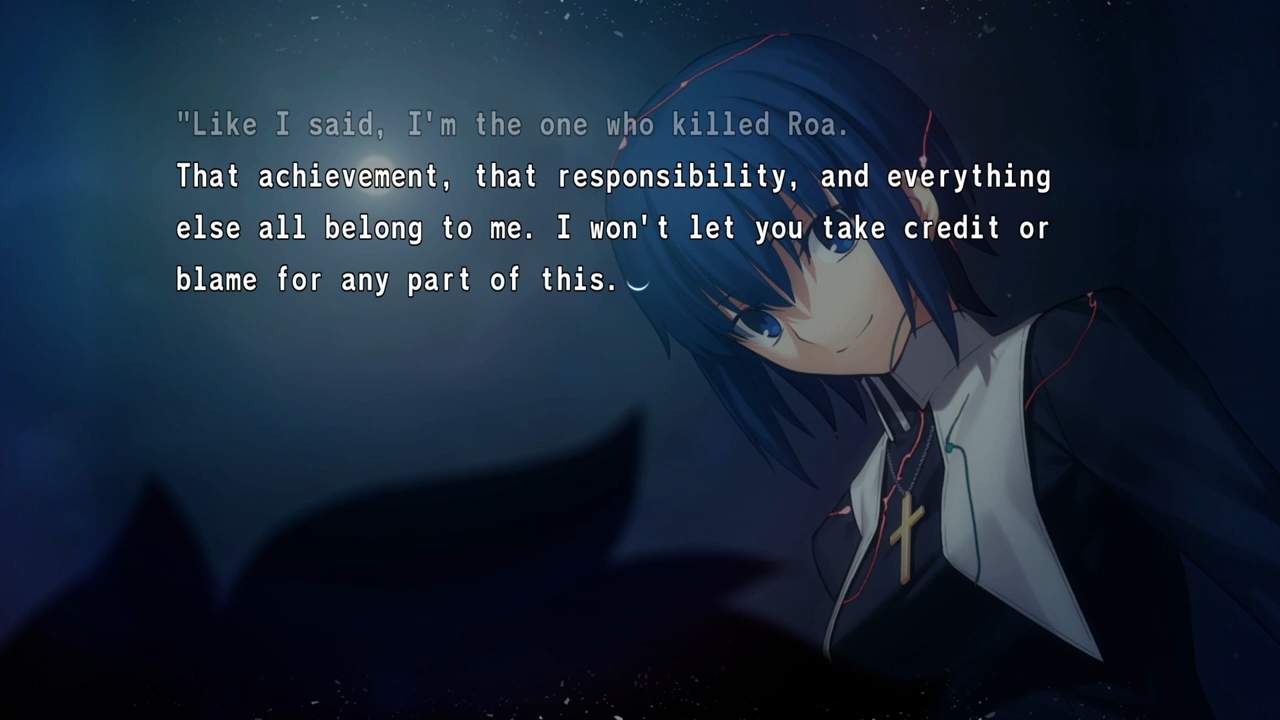 "Like I said, I'm the one who killed Roa.
That achievement, that responsibility, and everything
else all belong to me. I won't let you take credit or
blame for any part of this.